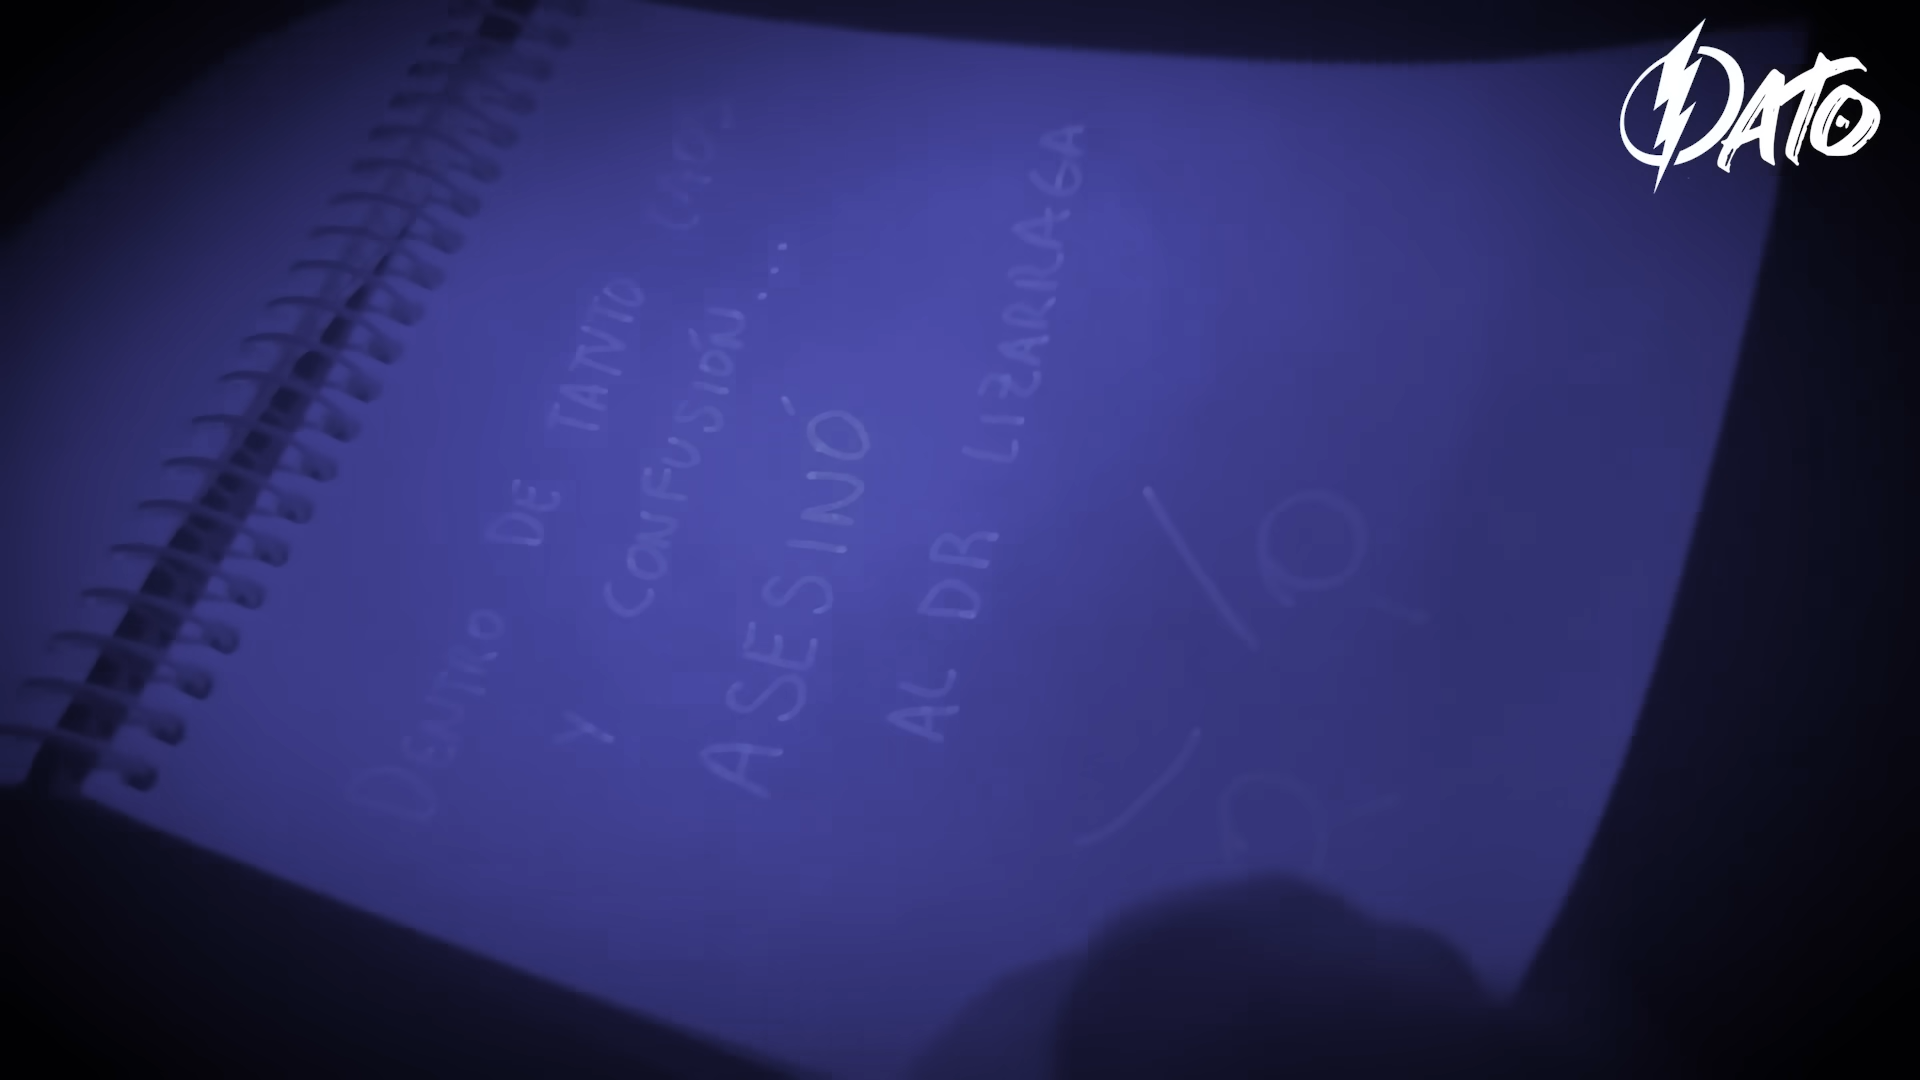 DENTRO DE TANTO CAOS
Y CONFUSIÓN....
ASESINÓ
AL DR LIZARRAGA
DATO